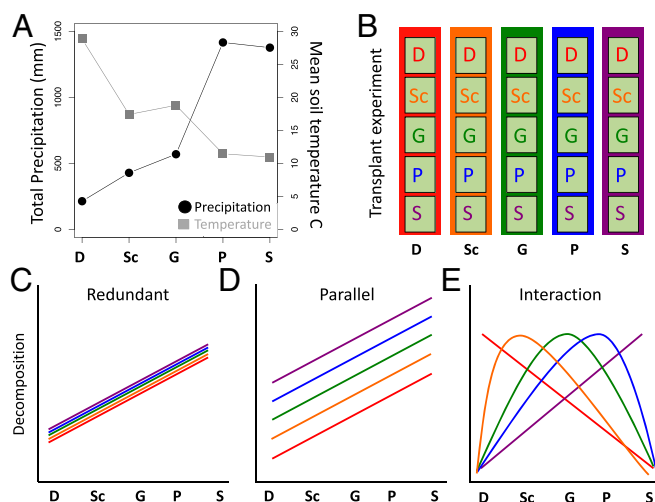 A
Total Precipitation (mm)
1500
1000
500
0
30
25
20
15
10
5
0
Mean soil temperature C
Precipitation
Temperature
D Sc G P S
B
Transplant experiment
D D D D D
Sc Sc Sc Sc Sc
G G G G G
P P P P P
S S S S S
D Sc G P S
C Redundant
Decomposition
D Sc G P S
D Parallel
D Sc G P S
E Interaction
D Sc G P S